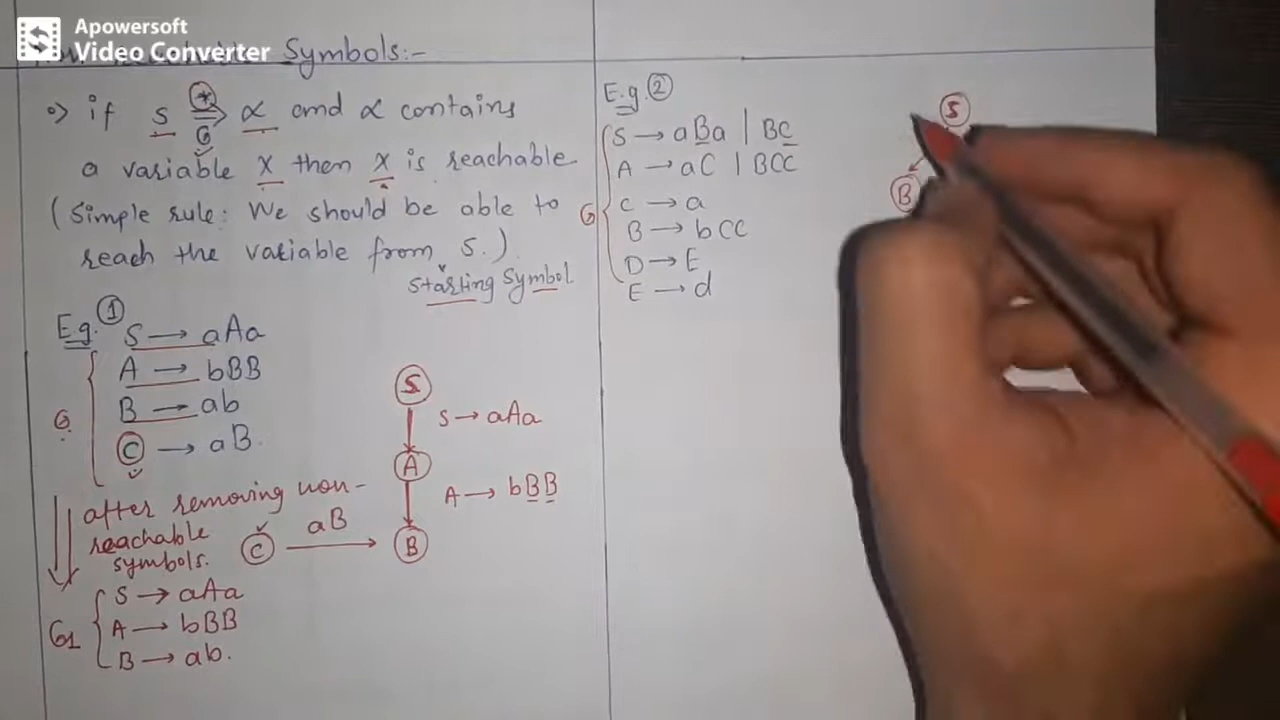 Apowersoft
Video Converter
Symbols:-
if S *⇒G α and α contains
a variable X then X is reachable
(Simple rule: We should be able to
reach the variable from S.)
starting symbol
Eg. ①
S → aAa
A → bBB
B → ab
C → aB.
G
after removing non-
reachable
symbols.
G1
S → aAa
A → bBB
B → ab.
S
S → aAa
A
A → bBB
C aB → B
E.g. ②
G
S → aBa | BC
A → aC | BCC
C → a
B → bCC
D → E
E → d
S
B